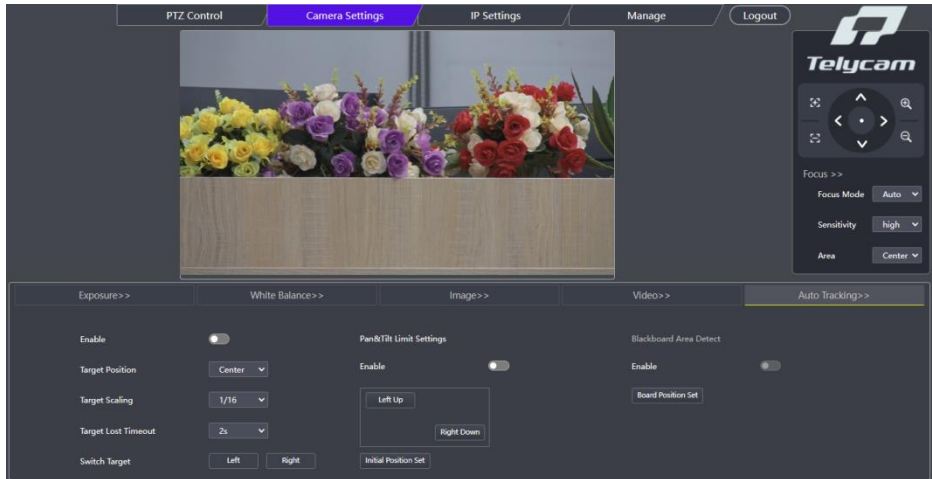 PTZ Control Camera Settings IP Settings Manage Logout
Telycam
Focus >>
Focus Mode Auto
Sensitivity high
Area Center
Exposure>> White Balance>> Image>> Video>> Auto Tracking>>
Enable Pan&Tilt Limit Settings Blackboard Area Detect
Target Position Center Enable Enable
Target Scaling 1/16 Left Up Board Position Set
Target Lost Timeout 2s Right Down
Switch Target Left Right Initial Position Set